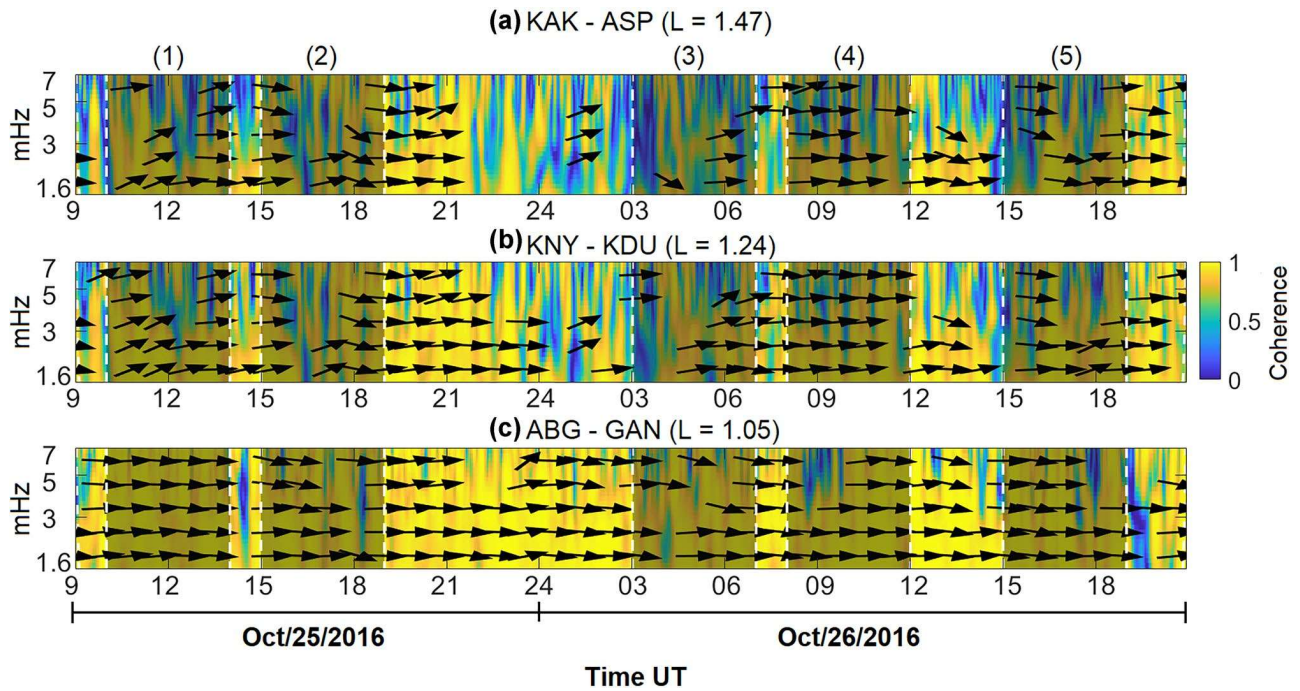 (a) KAK - ASP (L = 1.47)
(1) (2) (3) (4) (5)
7
5
3
1.6
mHz
9 12 15 18 21 24 03 06 09 12 15 18
(b) KNY - KDU (L = 1.24)
7
5
3
1.6
mHz
9 12 15 18 21 24 03 06 09 12 15 18
1
0.5
0
Coherence
(c) ABG - GAN (L = 1.05)
7
5
3
1.6
mHz
9 12 15 18 21 24 03 06 09 12 15 18
Oct/25/2016 Oct/26/2016
Time UT